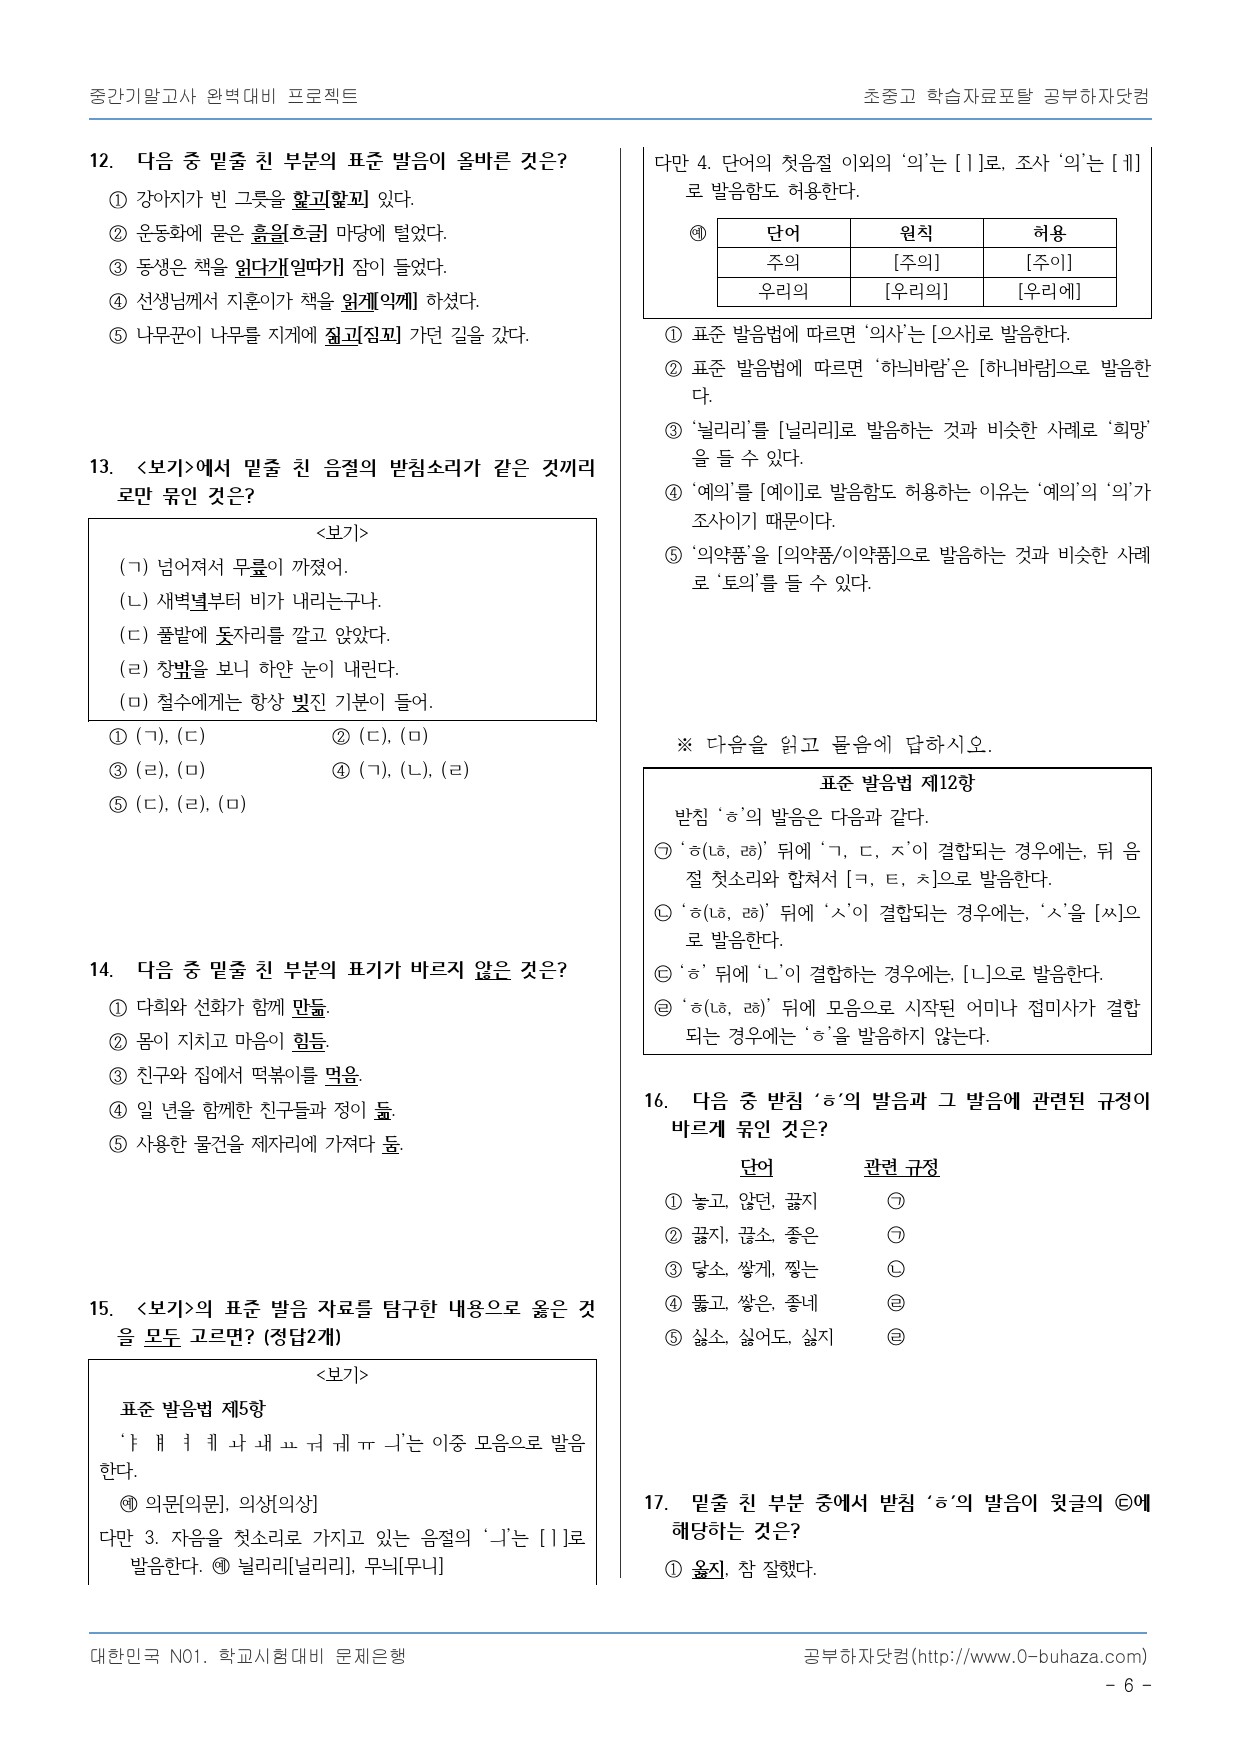 중간기말고사 완벽대비 프로젝트
초중고 학습자료포탈 공부하자닷컴
12. 다음 중 밑줄 친 부분의 표준 발음이 올바른 것은?
① 강아지가 빈 그릇을 핥고[핥꼬] 있다.
② 운동화에 묻은 흙을[흐글] 마당에 털었다.
③ 동생은 책을 읽다가[일따가] 잠이 들었다.
④ 선생님께서 지훈이가 책을 읽게[익께] 하셨다.
⑤ 나무꾼이 나무를 지게에 짊고[짐꼬] 가던 길을 갔다.
13. <보기>에서 밑줄 친 음절의 받침소리가 같은 것끼리
로만 묶인 것은?
<보기>
(ㄱ) 넘어져서 무릎이 까졌어.
(ㄴ) 새벽녘부터 비가 내리는구나.
(ㄷ) 풀밭에 돗자리를 깔고 앉았다.
(ㄹ) 창밖을 보니 하얀 눈이 내린다.
(ㅁ) 철수에게는 항상 빚진 기분이 들어.
① (ㄱ), (ㄷ) ② (ㄷ), (ㅁ)
③ (ㄹ), (ㅁ) ④ (ㄱ), (ㄴ), (ㄹ)
⑤ (ㄷ), (ㄹ), (ㅁ)
14. 다음 중 밑줄 친 부분의 표기가 바르지 않은 것은?
① 다희와 선화가 함께 만듦.
② 몸이 지치고 마음이 힘듬.
③ 친구와 집에서 떡볶이를 먹음.
④ 일 년을 함께한 친구들과 정이 듦.
⑤ 사용한 물건을 제자리에 가져다 둠.
15. <보기>의 표준 발음 자료를 탐구한 내용으로 옳은 것
을 모두 고르면? (정답2개)
<보기>
표준 발음법 제5항
‘ㅑ ㅒ ㅕ ㅖ ㅘ ㅙ ㅛ ㅝ ㅞ ㅠ ㅢ’는 이중 모음으로 발음
한다.
㉠ 의문[의문], 의상[의상]
다만 3. 자음을 첫소리로 가지고 있는 음절의 ‘ㅢ’는 [ㅣ]로
발음한다. 예 닐리리[닐리리], 무늬[무니]
다만 4. 단어의 첫음절 이외의 ‘의’는 [ㅣ]로, 조사 ‘의’는 [ㅔ]
로 발음함도 허용한다.
예 단어 원칙 허용
주의 [주의] [주이]
우리의 [우리의] [우리에]
① 표준 발음법에 따르면 ‘의사’는 [으사]로 발음한다.
② 표준 발음법에 따르면 ‘하늬바람’은 [하니바람]으로 발음한
다.
③ ‘닐리리’를 [닐리리]로 발음하는 것과 비슷한 사례로 ‘희망’
을 들 수 있다.
④ ‘예의’를 [예이]로 발음함도 허용하는 이유는 ‘예의’의 ‘의’가
조사이기 때문이다.
⑤ ‘의약품’을 [의약품/이약품]으로 발음하는 것과 비슷한 사례
로 ‘토의’를 들 수 있다.
※ 다음을 읽고 물음에 답하시오.
표준 발음법 제12항
받침 ‘ㅎ’의 발음은 다음과 같다.
㉠ ‘ㅎ(ㄶ, ㅀ)’ 뒤에 ‘ㄱ, ㄷ, ㅈ’이 결합되는 경우에는, 뒤 음
절 첫소리와 합쳐서 [ㅋ, ㅌ, ㅊ]으로 발음한다.
㉡ ‘ㅎ(ㄶ, ㅀ)’ 뒤에 ‘ㅅ’이 결합되는 경우에는, ‘ㅅ’을 [ㅆ]으
로 발음한다.
㉢ ‘ㅎ’ 뒤에 ‘ㄴ’이 결합하는 경우에는, [ㄴ]으로 발음한다.
㉣ ‘ㅎ(ㄶ, ㅀ)’ 뒤에 모음으로 시작된 어미나 접미사가 결합
되는 경우에는 ‘ㅎ’을 발음하지 않는다.
16. 다음 중 받침 ‘ㅎ’의 발음과 그 발음에 관련된 규정이
바르게 묶인 것은?
단어 관련 규정
① 놓고, 않던, 끓지 ㉠
② 끓지, 끊소, 좋은 ㉠
③ 닿소, 쌓게, 찧는 ㉡
④ 뚫고, 쌓은, 좋네 ㉣
⑤ 싫소, 싫어도, 싫지 ㉣
17. 밑줄 친 부분 중에서 받침 ‘ㅎ’의 발음이 윗글의 ㉢에
해당하는 것은?
① 옳지, 참 잘했다.
대한민국 N01. 학교시험대비 문제은행
공부하자닷컴(http://www.0-buhaza.com)
- 6 -